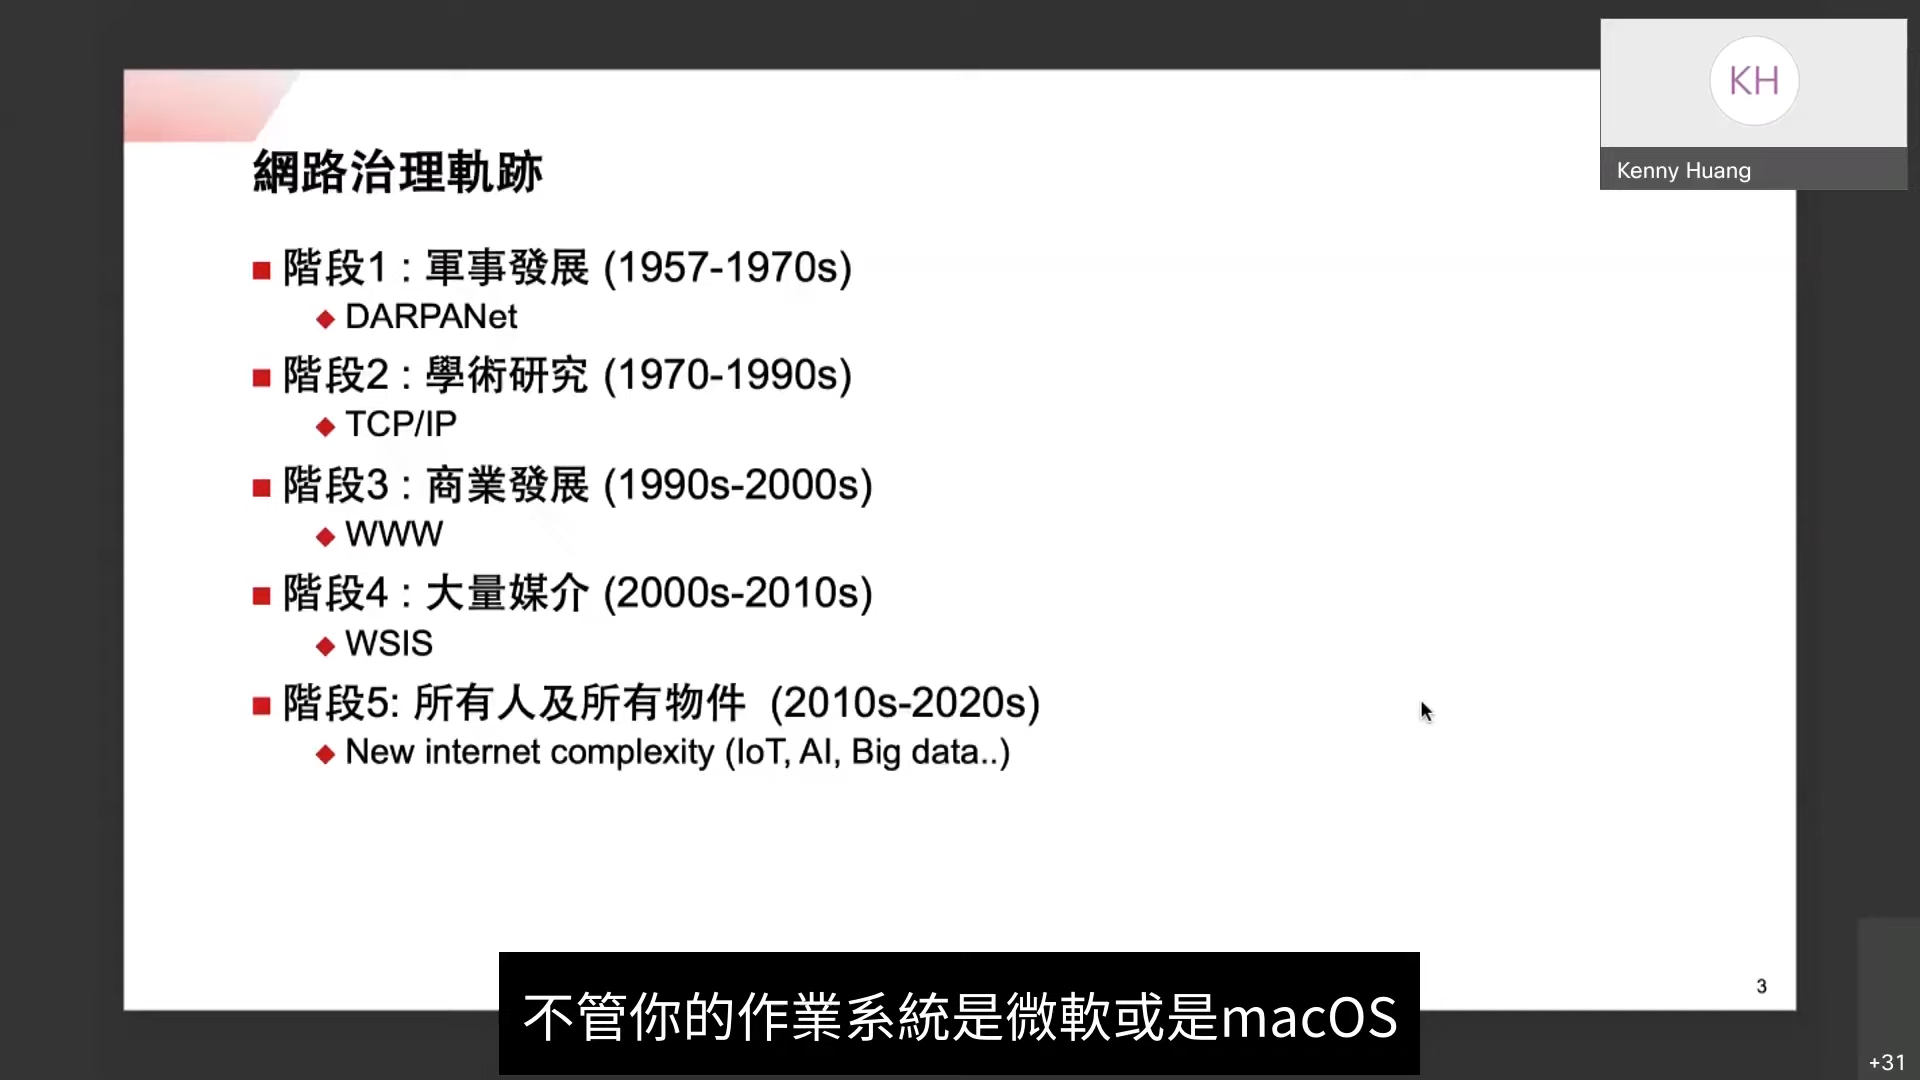 KH
Kenny Huang
網路治理軌跡
階段1 : 軍事發展 (1957-1970s)
DARPANet
階段2 : 學術研究 (1970-1990s)
TCP/IP
階段3 : 商業發展 (1990s-2000s)
WWW
階段4 : 大量媒介 (2000s-2010s)
WSIS
階段5: 所有人及所有物件 (2010s-2020s)
New internet complexity (IoT, AI, Big data..)
3
不管你的作業系統是微軟或是macOS
+31